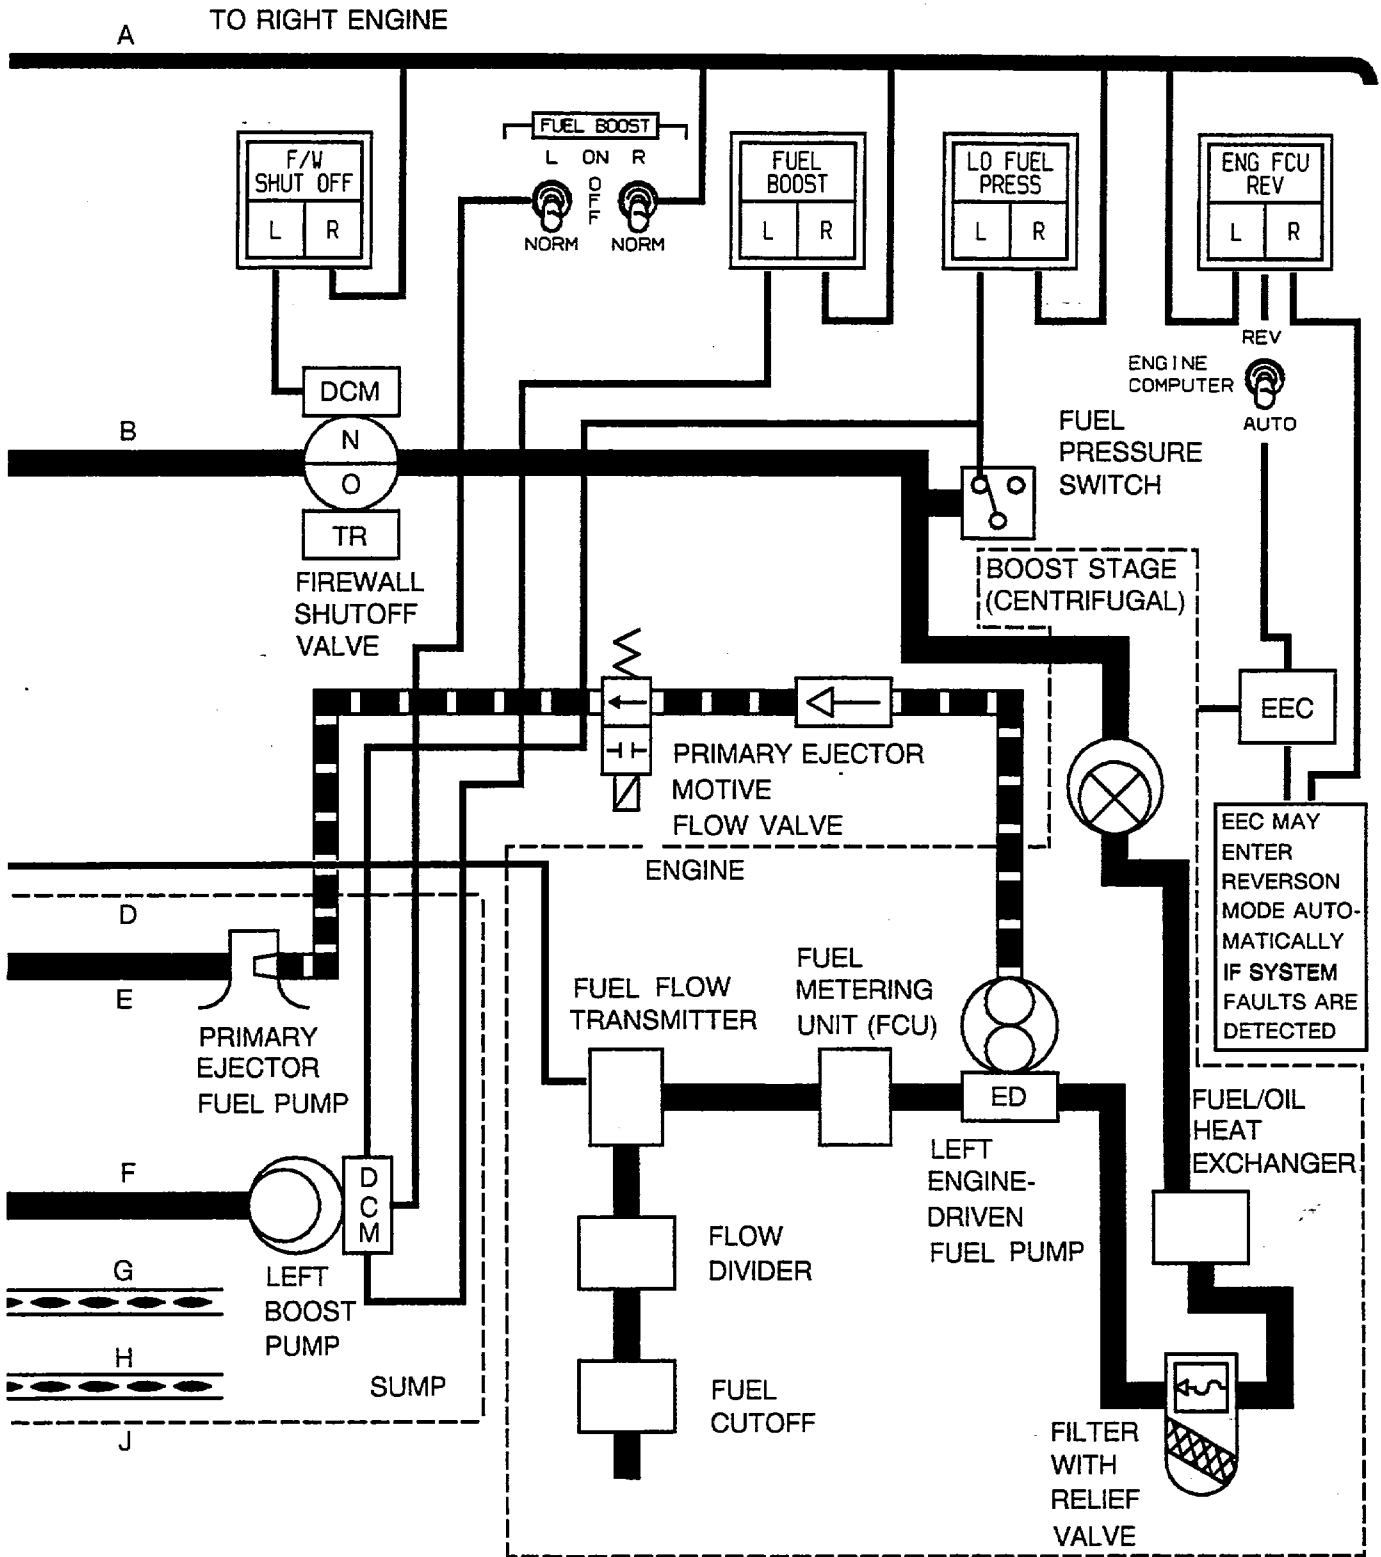 TO RIGHT ENGINE
A
FUEL BOOST
L ON R
OFF
NORM NORM
F/W
SHUT OFF
L R
FUEL
BOOST
L R
LO FUEL
PRESS
L R
ENG FCU
REV
L R
REV
ENGINE
COMPUTER
AUTO
DCM
B
N
O
TR
FIREWALL
SHUTOFF
VALVE
FUEL
PRESSURE
SWITCH
BOOST STAGE
(CENTRIFUGAL)
EEC
PRIMARY EJECTOR
MOTIVE
FLOW VALVE
EEC MAY
ENTER
REVERSON
MODE AUTO-
MATICALLY
IF SYSTEM
FAULTS ARE
DETECTED
ENGINE
D
E
PRIMARY
EJECTOR
FUEL PUMP
FUEL FLOW
TRANSMITTER
FUEL
METERING
UNIT (FCU)
ED
LEFT
ENGINE-
DRIVEN
FUEL PUMP
FUEL/OIL
HEAT
EXCHANGER
F
DCM
LEFT
BOOST
PUMP
G
H
SUMP
J
FLOW
DIVIDER
FUEL
CUTOFF
FILTER
WITH
RELIEF
VALVE